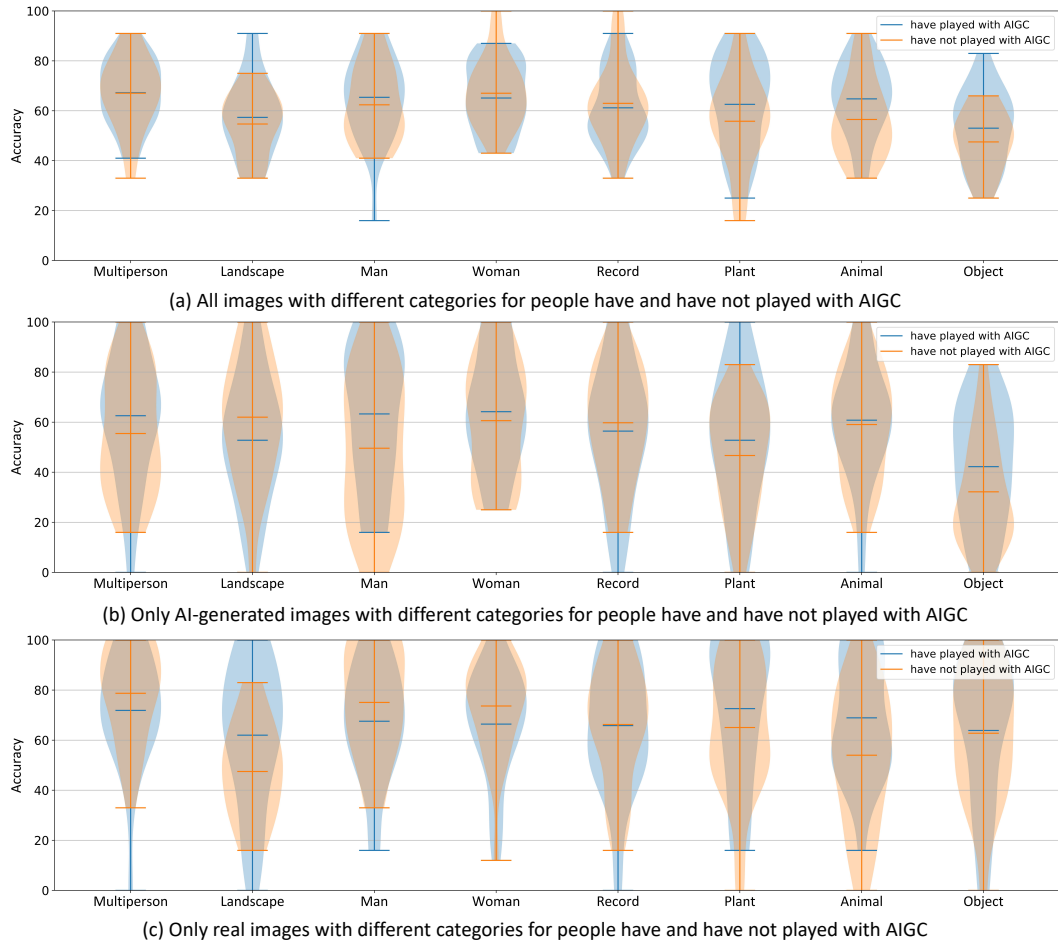 100
80
60
40
20
0
Accuracy
have played with AIGC
have not played with AIGC
Multiperson Landscape Man Woman Record Plant Animal Object
(a) All images with different categories for people have and have not played with AIGC
100
80
60
40
20
0
Accuracy
have played with AIGC
have not played with AIGC
Multiperson Landscape Man Woman Record Plant Animal Object
(b) Only AI-generated images with different categories for people have and have not played with AIGC
100
80
60
40
20
0
Accuracy
have played with AIGC
have not played with AIGC
Multiperson Landscape Man Woman Record Plant Animal Object
(c) Only real images with different categories for people have and have not played with AIGC